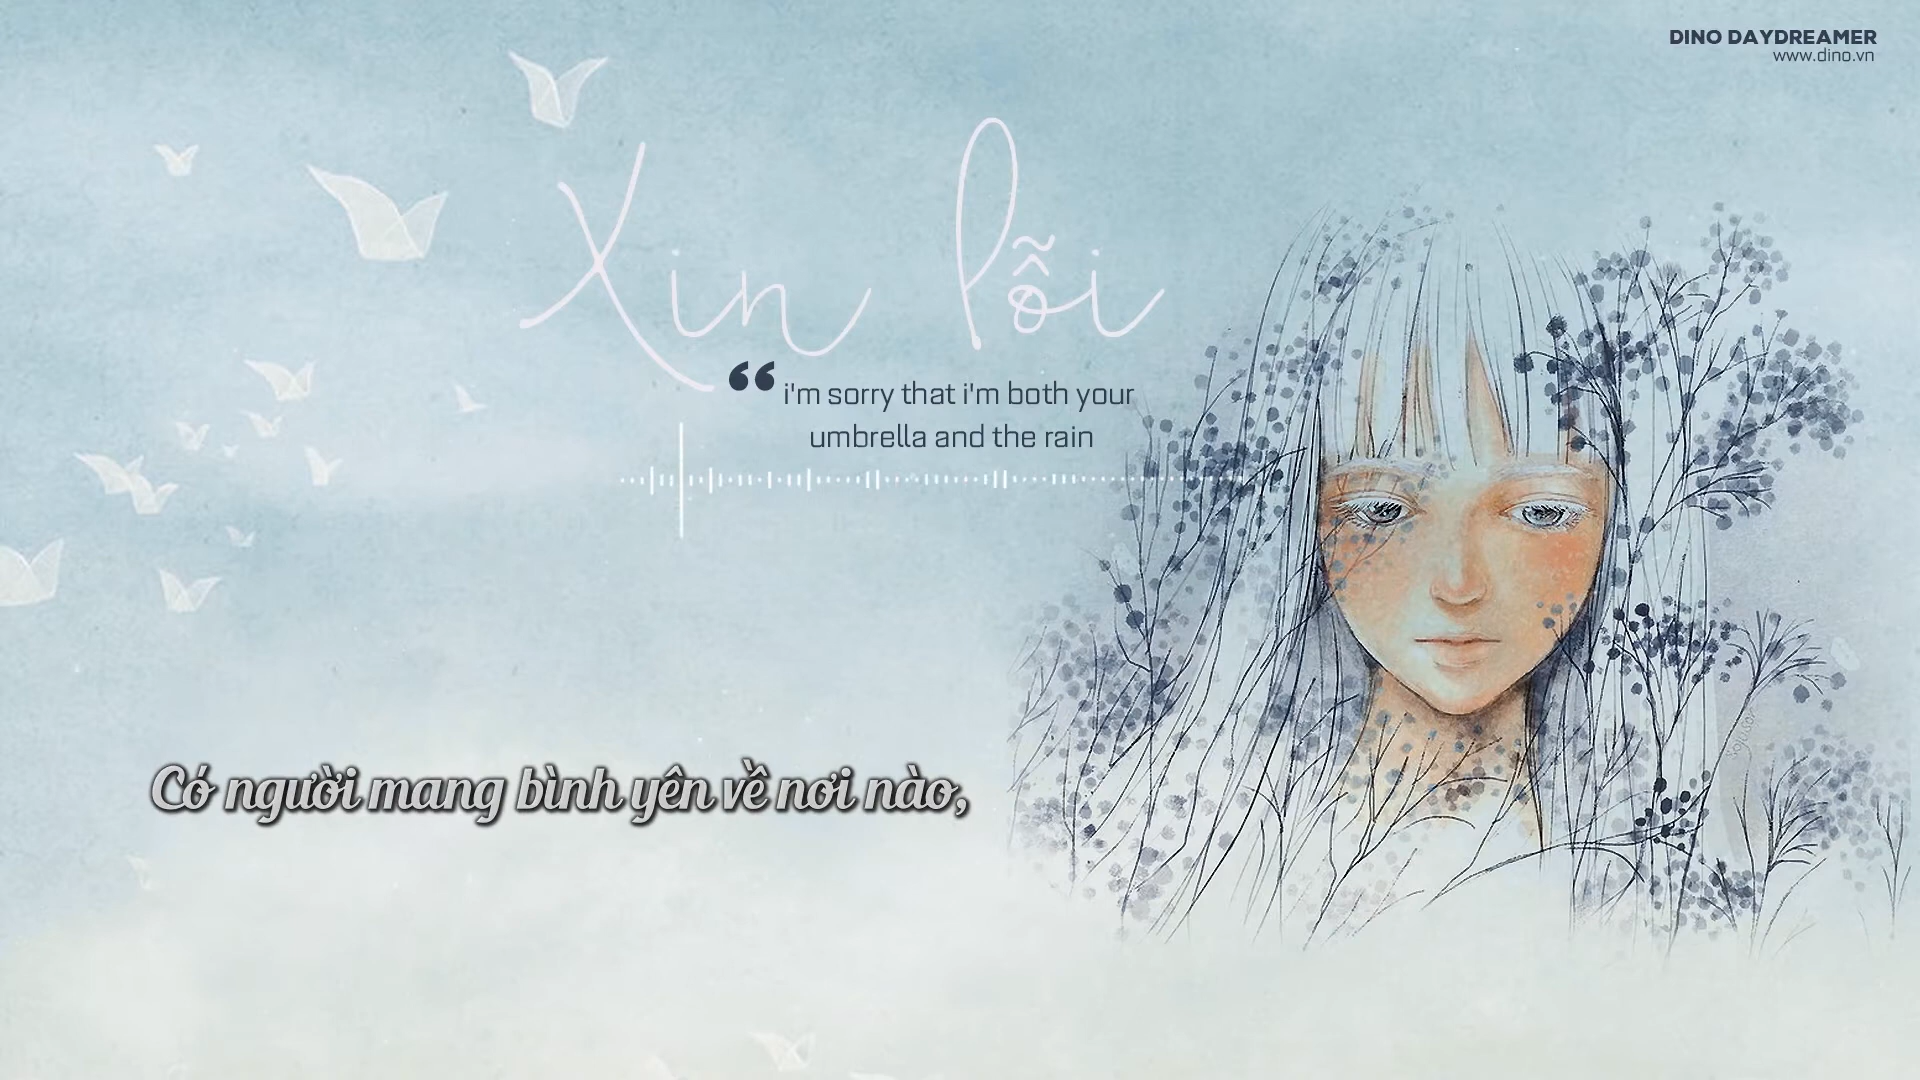 DINO DAYDREAMER
www.dino.vn
Xin lỗi
“ i'm sorry that i'm both your
umbrella and the rain
Có người mang bình yên về nơi nào,